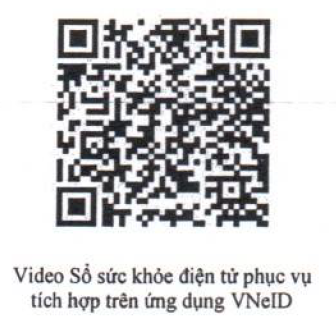 Video Sổ sức khỏe điện tử phục vụ
tích hợp trên ứng dụng VNeID